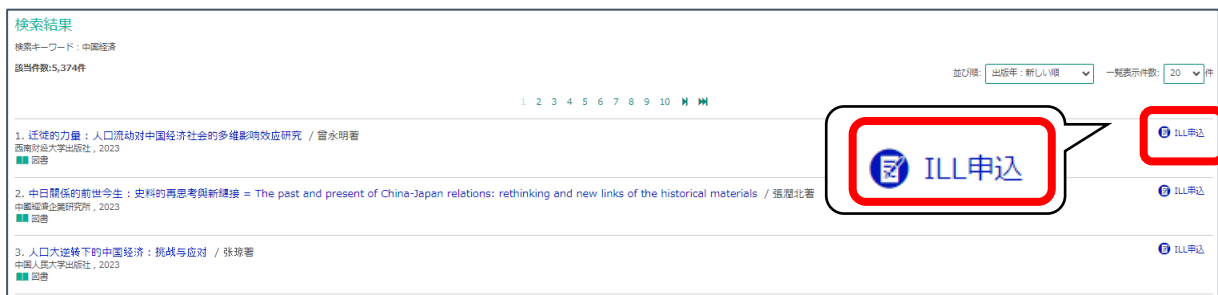 検索結果
検索キーワード：中国経済
該当件数:5,374件
並び順: 出版年：新しい順 一覧表示件数: 20 件
1 2 3 4 5 6 7 8 9 10
1. 迁徙的力量 : 人口流动对中国经济社会的多维影响效应研究 / 曾永明著
西南财经大学出版社 , 2023
図書
ILL申込
ILL申込
2. 中日關係的前世今生 : 史料的再思考與新鏈接 = The past and present of China-Japan relations: rethinking and new links of the historical materials / 張灃北著
中國經濟企業研究所 , 2023
図書
ILL申込
3. 人口大逆转下的中国经济 : 挑战与应对 / 张琼著
中国人民大学出版社 , 2023
図書
ILL申込